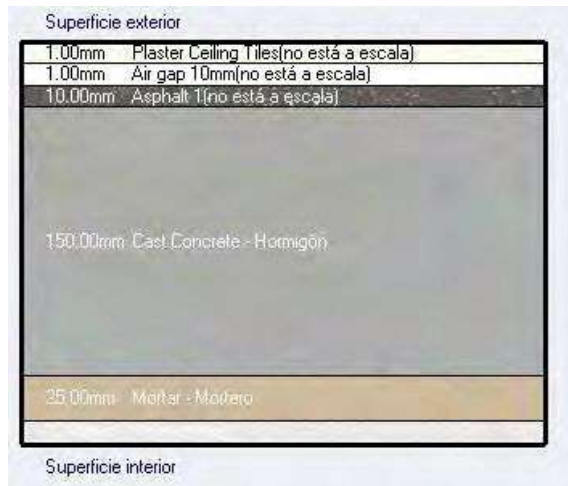 Superficie exterior
1.00mm Plaster Ceiling Tiles(no está a escala)
1.00mm Air gap 10mm(no está a escala)
10.00mm Asphalt 1(no está a escala)
150.00mm Cast Concrete - Hormigón
25.00mm Mortar - Mortero
Superficie interior